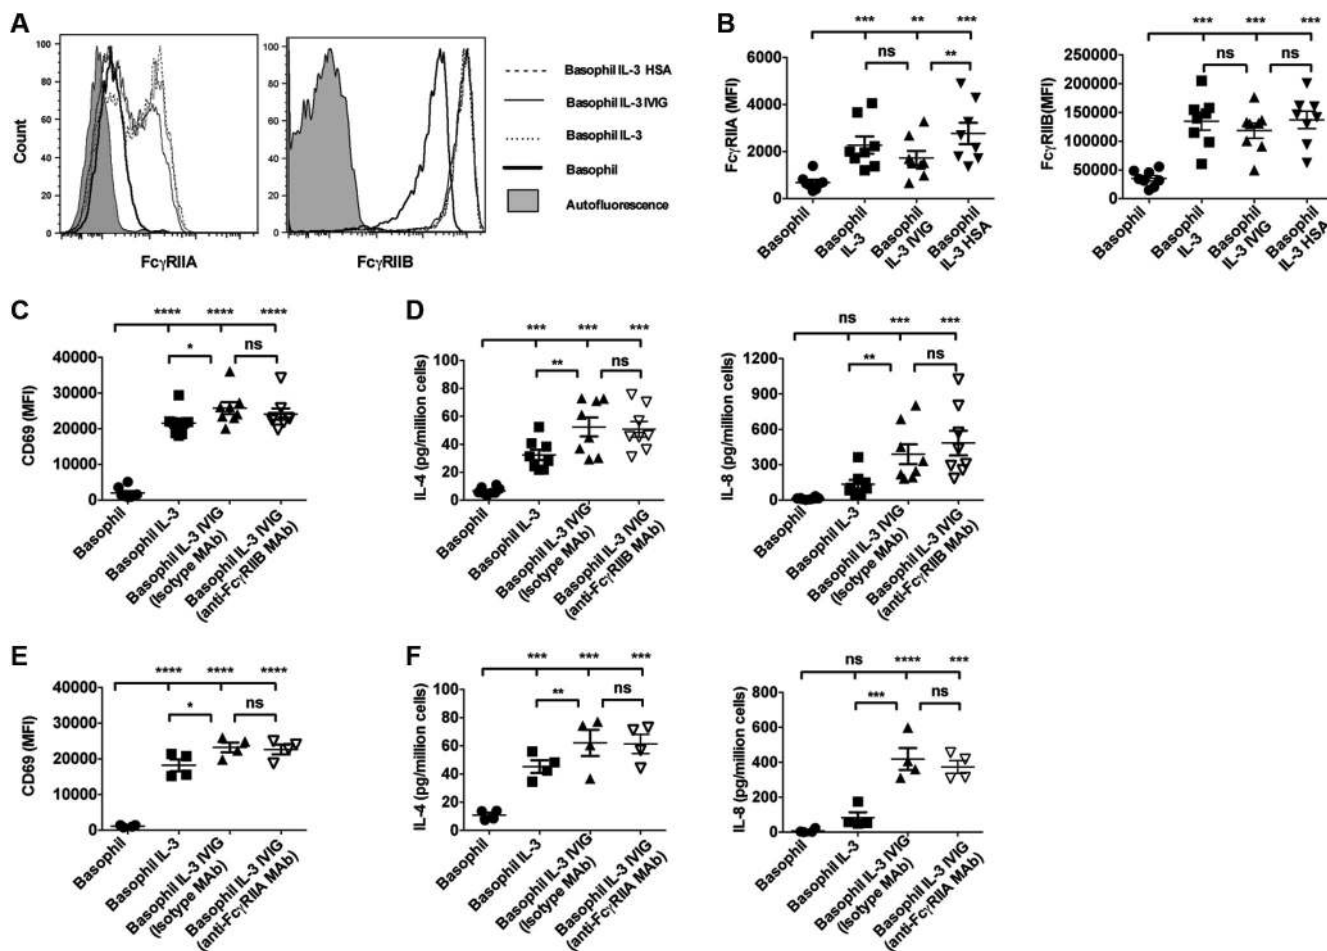 A
100
80
60
40
20
0
Count
FcγRIIA
100
80
60
40
20
0
FcγRIIB
Basophil IL-3 HSA
Basophil IL-3 IVIG
Basophil IL-3
Basophil
Autofluorescence
B
*** ** ***
ns **
6000
4000
2000
0
FcγRIIA (MFI)
Basophil
Basophil
IL-3
Basophil
IL-3 IVIG
Basophil
IL-3 HSA
*** *** ***
ns ns
250000
200000
150000
100000
50000
0
FcγRIIB(MFI)
Basophil
Basophil
IL-3
Basophil
IL-3 IVIG
Basophil
IL-3 HSA
C
**** **** ****
* ns
40000
30000
20000
10000
0
CD69 (MFI)
Basophil
Basophil IL-3
Basophil IL-3 IVIG
(Isotype MAb)
Basophil IL-3 IVIG
(anti-FcγRIIB MAb)
D
*** *** ***
** ns
100
80
60
40
20
0
IL-4 (pg/million cells)
Basophil
Basophil IL-3
Basophil IL-3 IVIG
(Isotype MAb)
Basophil IL-3 IVIG
(anti-FcγRIIB MAb)
ns *** ***
** ns
1200
900
600
300
0
IL-8 (pg/million cells)
Basophil
Basophil IL-3
Basophil IL-3 IVIG
(Isotype MAb)
Basophil IL-3 IVIG
(anti-FcγRIIB MAb)
E
**** **** ****
* ns
40000
30000
20000
10000
0
CD69 (MFI)
Basophil
Basophil IL-3
Basophil IL-3 IVIG
(Isotype MAb)
Basophil IL-3 IVIG
(anti-FcγRIIA MAb)
F
*** *** ***
** ns
100
80
60
40
20
0
IL-4 (pg/million cells)
Basophil
Basophil IL-3
Basophil IL-3 IVIG
(Isotype MAb)
Basophil IL-3 IVIG
(anti-FcγRIIA MAb)
ns **** ***
*** ns
800
600
400
200
0
IL-8 (pg/million cells)
Basophil
Basophil IL-3
Basophil IL-3 IVIG
(Isotype MAb)
Basophil IL-3 IVIG
(anti-FcγRIIA MAb)